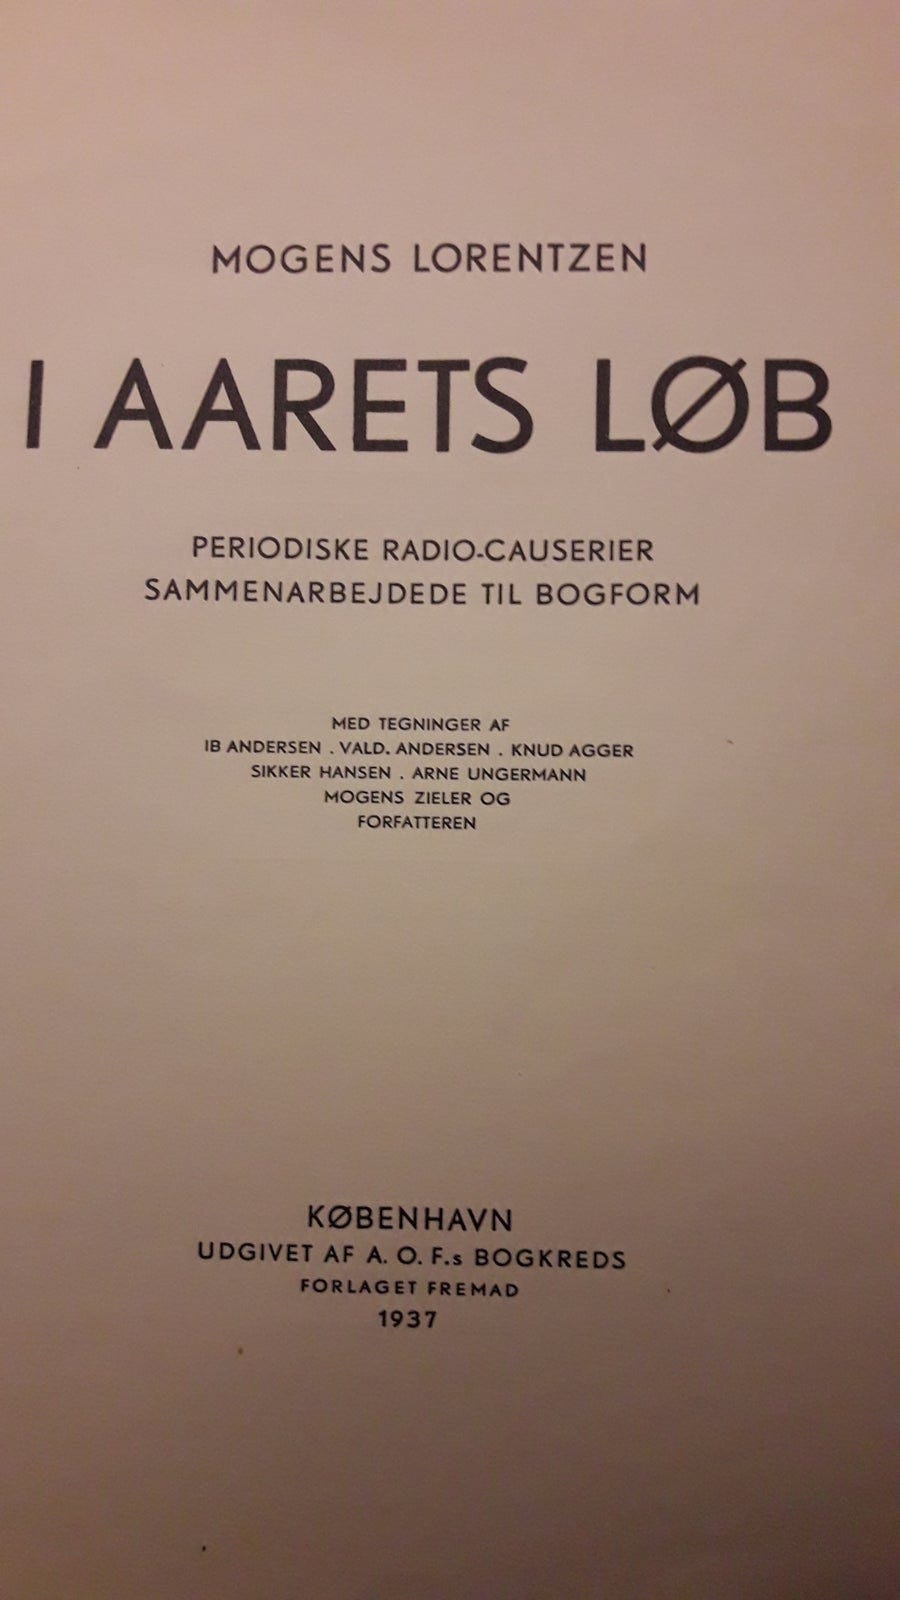 MOGENS LORENTZEN
I AARETS LØB
PERIODISKE RADIO-CAUSERIER
SAMMENARBEJDEDE TIL BOGFORM
MED TEGNINGER AF
IB ANDERSEN . VALD. ANDERSEN . KNUD AGGER
SIKKER HANSEN . ARNE UNGERMANN
MOGENS ZIELER OG
FORFATTEREN
KØBENHAVN
UDGIVET AF A. O. F.s BOGKREDS
FORLAGET FREMAD
1937